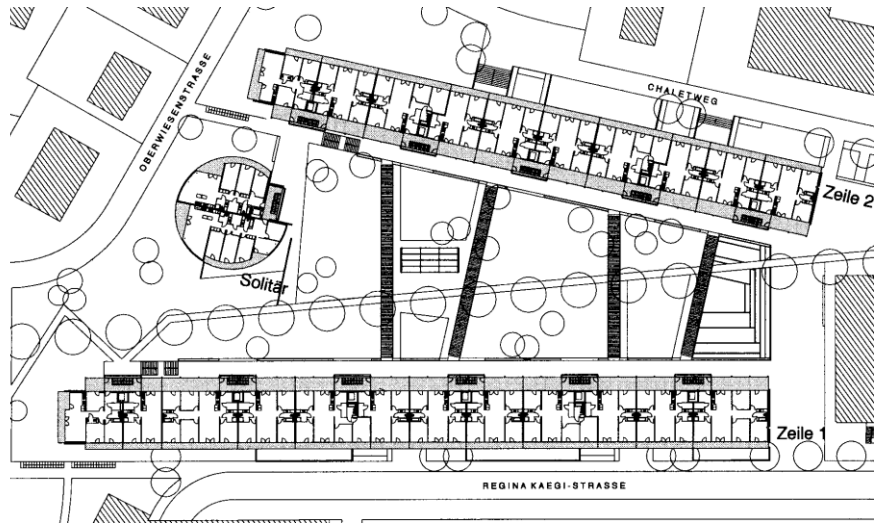 CHALETWEG
OBERWIESENSTRASSE
Zeile 2
Solitär
Zeile 1
REGINA KAEGI-STRASSE